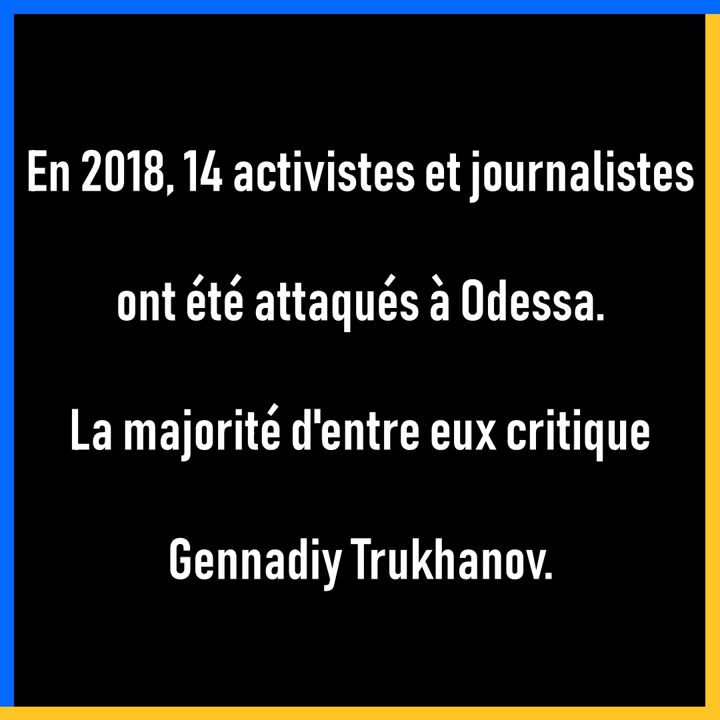 En 2018, 14 activistes et journalistes
ont été attaqués à Odessa.
La majorité d'entre eux critique
Gennadiy Trukhanov.